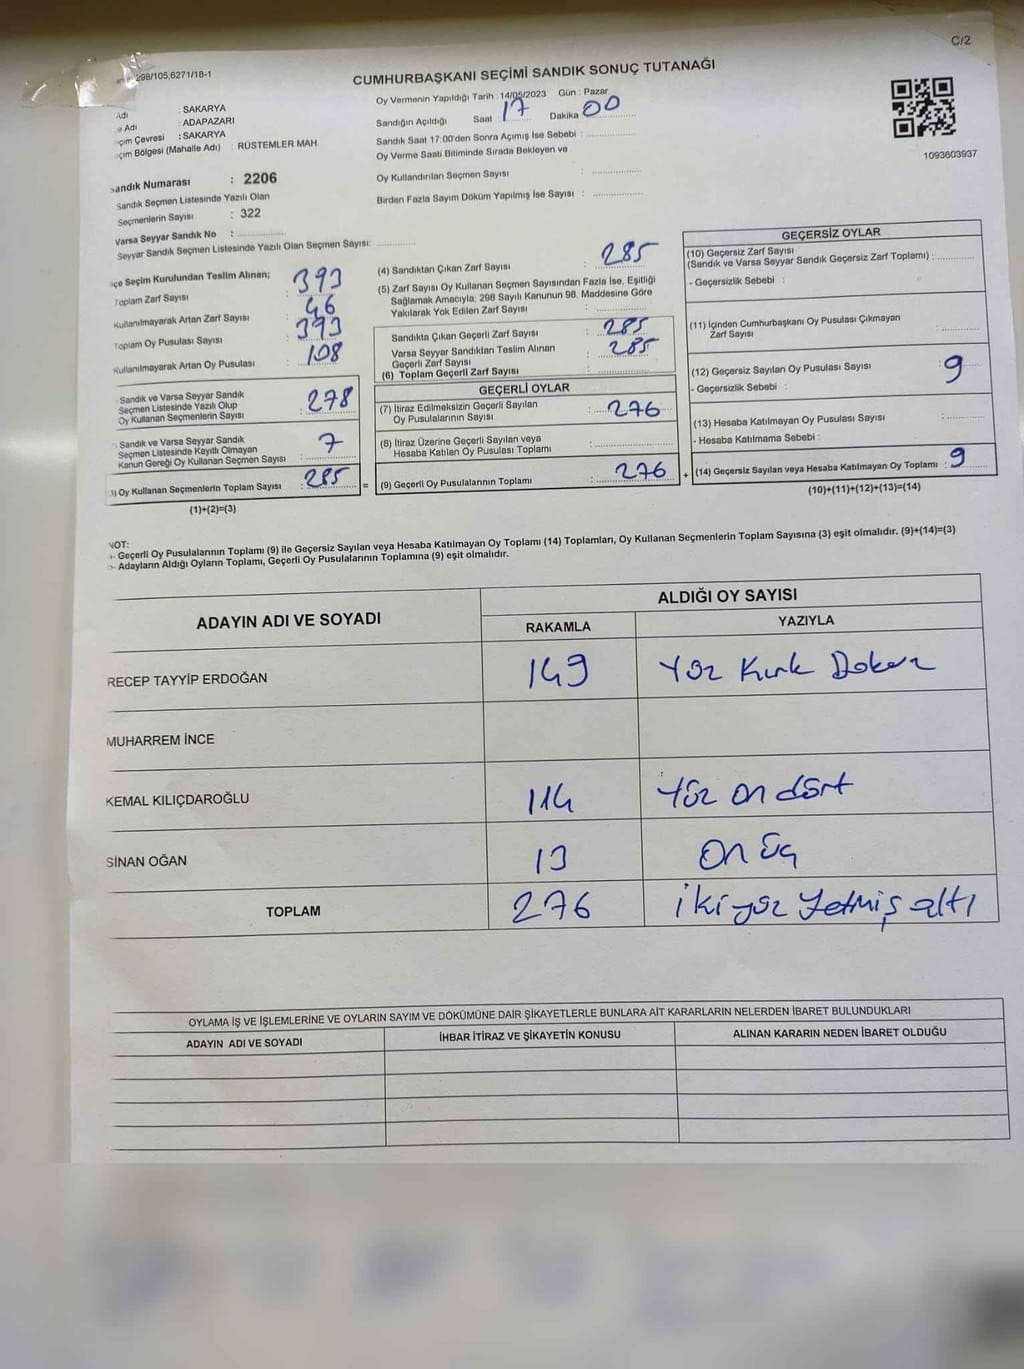 298/105,6271/18-1
C/2
CUMHURBAŞKANI SEÇİMİ SANDIK SONUÇ TUTANAĞI
Adı : SAKARYA
Adı : ADAPAZARI
çim Çevresi : SAKARYA
çim Bölgesi (Mahalle Adı) : RÜSTEMLER MAH.
Sandık Numarası : 2206
Sandık Seçmen Listesinde Yazılı Olan
Seçmenlerin Sayısı : 322
Varsa Seyyar Sandık No :
Seyyar Sandık Seçmen Listesinde Yazılı Olan Seçmen Sayısı:
Oy Vermenin Yapıldığı Tarih : 14/05/2023 Gün : Pazar
Sandığın Açıldığı Saat : 17 Dakika 00
Sandık Saat 17:00'den Sonra Açımış İse Sebebi :
Oy Verme Saati Bitiminde Sırada Bekleyen ve
Oy Kullandırılan Seçmen Sayısı :
Birden Fazla Sayım Döküm Yapılmış İse Sayısı :
1093603937
çe Seçim Kurulundan Teslim Alınan;
Toplam Zarf Sayısı : 393
Kullanılmayarak Artan Zarf Sayısı : 46
Toplam Oy Pusulası Sayısı : 393
Kullanılmayarak Artan Oy Pusulası : 108
Sandık ve Varsa Seyyar Sandık
Seçmen Listesinde Yazılı Olup
Oy Kullanan Seçmenlerin Sayısı : 278
Sandık ve Varsa Seyyar Sandık
Seçmen Listesinde Kayıtlı Olmayan
Kanun Gereği Oy Kullanan Seçmen Sayısı : 7
) Oy Kullanan Seçmenlerin Toplam Sayısı : 285 =
(1)+(2)=(3)
(4) Sandıktan Çıkan Zarf Sayısı : 285
(5) Zarf Sayısı Oy Kullanan Seçmen Sayısından Fazla İse, Eşitliği
Sağlamak Amacıyla, 298 Sayılı Kanunun 98. Maddesine Göre
Yakılarak Yok Edilen Zarf Sayısı :
Sandıkta Çıkan Geçerli Zarf Sayısı : 285
Varsa Seyyar Sandıktan Teslim Alınan : 285
Geçerli Zarf Sayısı
(6) Toplam Geçerli Zarf Sayısı :
GEÇERLİ OYLAR
(7) İtiraz Edilmeksizin Geçerli Sayılan
Oy Pusulalarının Sayısı : 276
(8) İtiraz Üzerine Geçerli Sayılan veya
Hesaba Katılan Oy Pusulası Toplamı :
(9) Geçerli Oy Pusulalarının Toplamı : 276 +
GEÇERSİZ OYLAR
(10) Geçersiz Zarf Sayısı
(Sandık ve Varsa Seyyar Sandık Geçersiz Zarf Toplamı) :
- Geçersizlik Sebebi :
(11) İçinden Cumhurbaşkanı Oy Pusulası Çıkmayan
Zarf Sayısı :
(12) Geçersiz Sayılan Oy Pusulası Sayısı : 9
- Geçersizlik Sebebi :
(13) Hesaba Katılmayan Oy Pusulası Sayısı :
- Hesaba Katılmama Sebebi :
(14) Geçersiz Sayılan veya Hesaba Katılmayan Oy Toplamı : 9
(10)+(11)+(12)+(13)=(14)
NOT:
- Geçerli Oy Pusulalarının Toplamı (9) ile Geçersiz Sayılan veya Hesaba Katılmayan Oy Toplamı (14) Toplamları, Oy Kullanan Seçmenlerin Toplam Sayısına (3) eşit olmalıdır. (9)+(14)=(3)
- Adayların Aldığı Oyların Toplamı, Geçerli Oy Pusulalarının Toplamına (9) eşit olmalıdır.
ADAYIN ADI VE SOYADI
ALDIĞI OY SAYISI
RAKAMLA YAZIYLA
RECEP TAYYİP ERDOĞAN 149 Yüz Kırk Dokuz
MUHARREM İNCE
KEMAL KILIÇDAROĞLU 114 Yüz on dört
SİNAN OĞAN 13 On üç
TOPLAM 276 İkiyüz Yetmiş altı
OYLAMA İŞ VE İŞLEMLERİNE VE OYLARIN SAYIM VE DÖKÜMÜNE DAİR ŞİKAYETLERLE BUNLARA AİT KARARLARIN NELERDEN İBARET BULUNDUKLARI
ADAYIN ADI VE SOYADI İHBAR İTİRAZ VE ŞİKAYETİN KONUSU ALINAN KARARIN NEDEN İBARET OLDUĞU